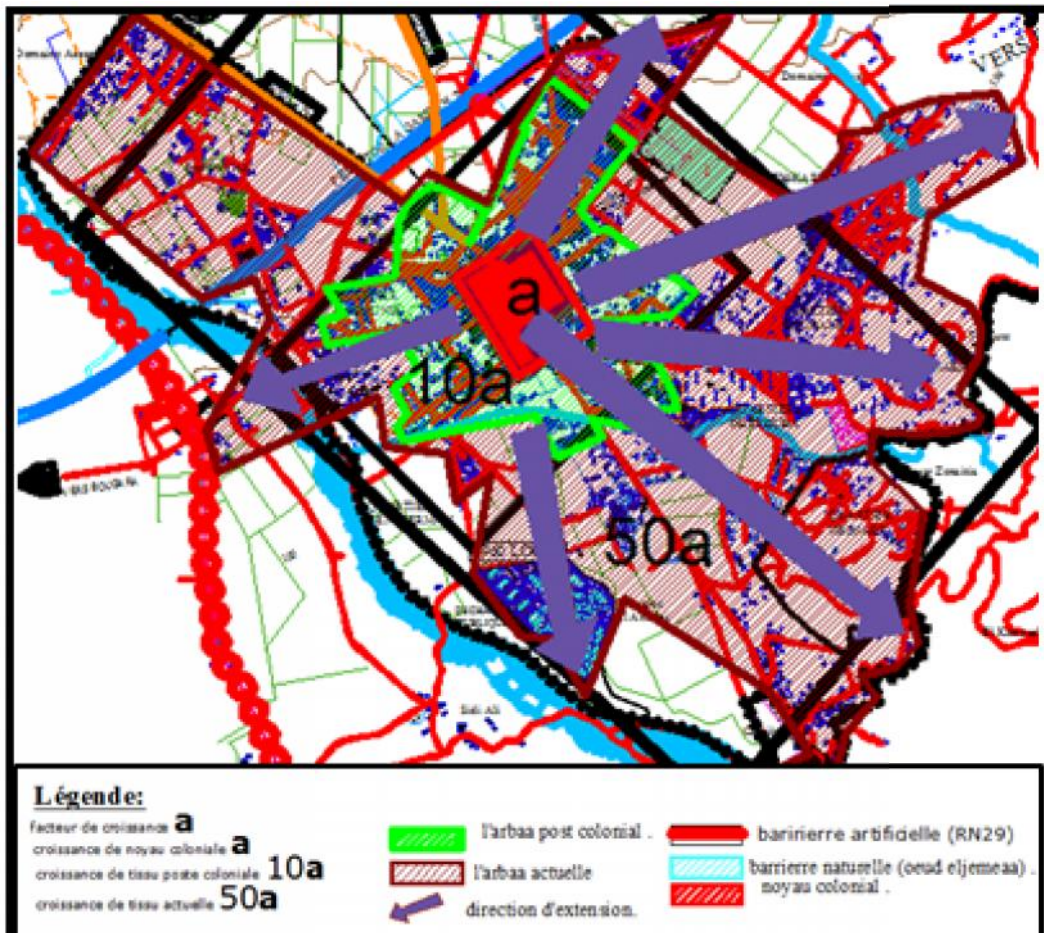 VERS
a
10a
50a
Sidi Ali
Légende:
facteur de croissance a
croissance de noyau coloniale a
croissance de tissu poste coloniale 10a
croissance de tissu actuelle 50a
l'arbaa post colonial .
l'arbaa actuelle
direction d'extension.
baririerre artificielle (RN29)
barrierre naturelle (oeud eljemeaa) .
noyau colonial .